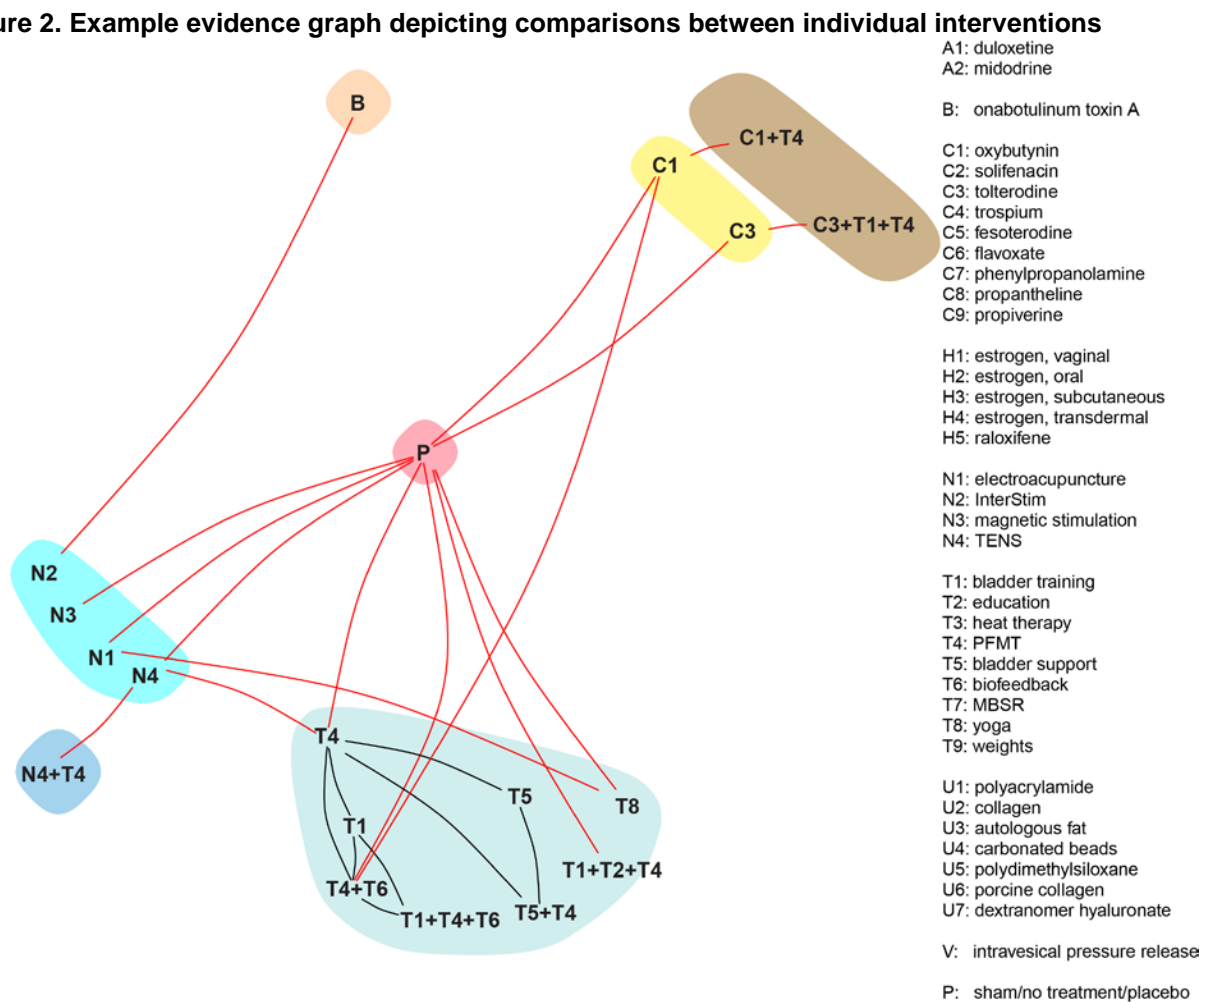 ure 2. Example evidence graph depicting comparisons between individual interventions
A1: duloxetine
A2: midodrine
B: onabotulinum toxin A
C1: oxybutynin
C2: solifenacin
C3: tolterodine
C4: trospium
C5: fesoterodine
C6: flavoxate
C7: phenylpropanolamine
C8: propantheline
C9: propiverine
H1: estrogen, vaginal
H2: estrogen, oral
H3: estrogen, subcutaneous
H4: estrogen, transdermal
H5: raloxifene
N1: electroacupuncture
N2: InterStim
N3: magnetic stimulation
N4: TENS
T1: bladder training
T2: education
T3: heat therapy
T4: PFMT
T5: bladder support
T6: biofeedback
T7: MBSR
T8: yoga
T9: weights
U1: polyacrylamide
U2: collagen
U3: autologous fat
U4: carbonated beads
U5: polydimethylsiloxane
U6: porcine collagen
U7: dextranomer hyaluronate
V: intravesical pressure release
P: sham/no treatment/placebo
B
C1+T4
C1
C3
C3+T1+T4
P
N2
N3
N1
N4
N4+T4
T4
T5
T8
T1
T1+T2+T4
T4+T6
T1+T4+T6
T5+T4